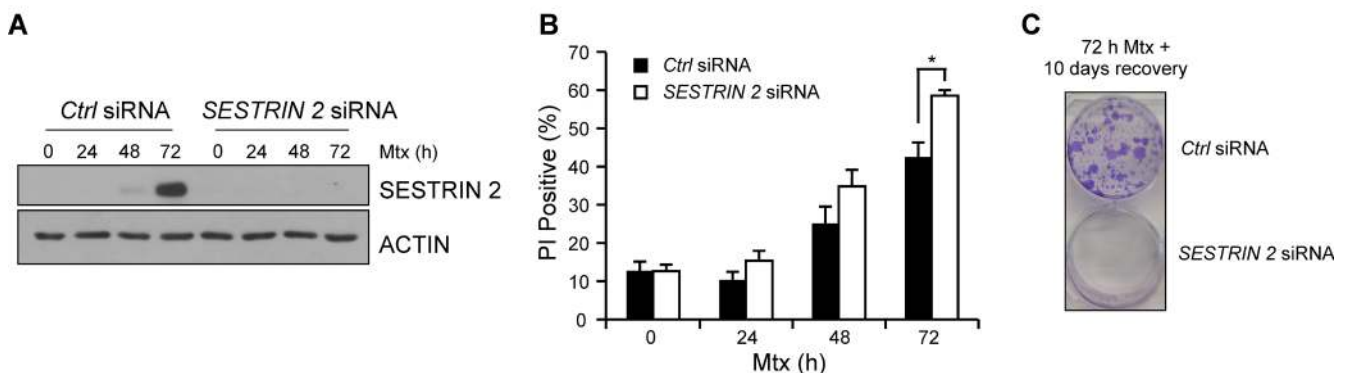 A
Ctrl siRNA SESTRIN 2 siRNA
0 24 48 72 0 24 48 72 Mtx (h)
SESTRIN 2
ACTIN
B
70
60
50
40
30
20
10
0
PI Positive (%)
Ctrl siRNA
SESTRIN 2 siRNA
*
0 24 48 72
Mtx (h)
C
72 h Mtx +
10 days recovery
Ctrl siRNA
SESTRIN 2 siRNA